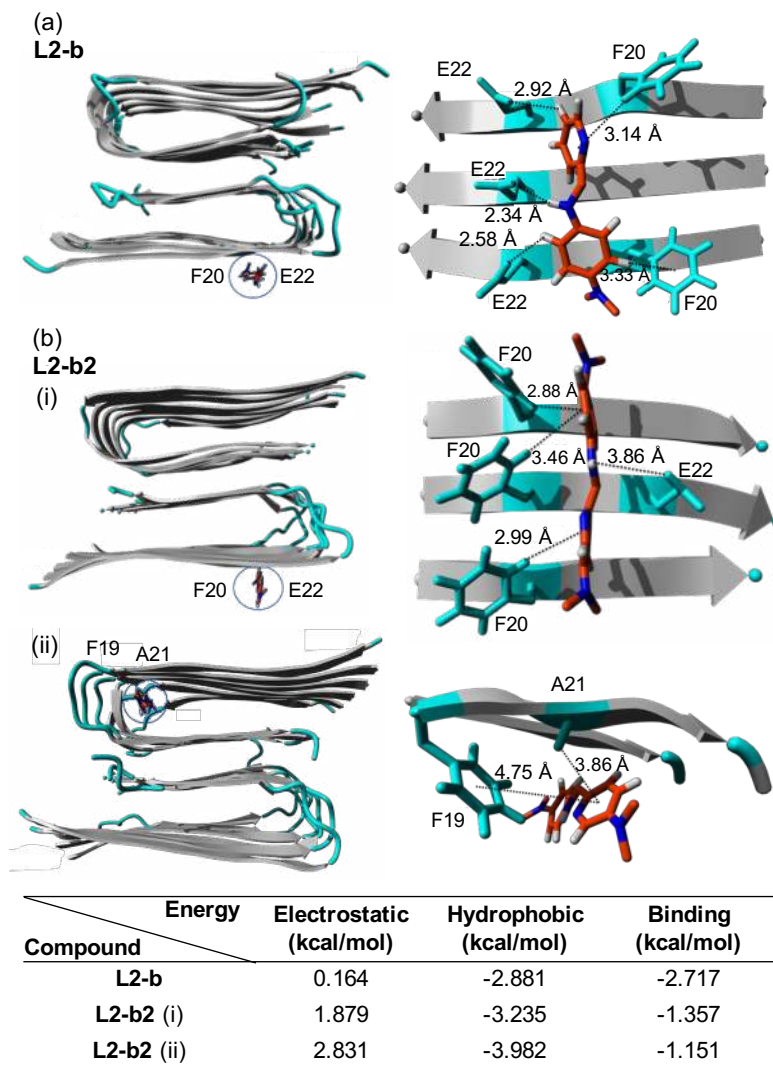 (a)
L2-b
F20 E22
E22
F20
2.92 Å
3.14 Å
E22
2.34 Å
2.58 Å
E22
3.33 Å
F20
(b)
L2-b2
(i)
F20 E22
F20
2.88 Å
F20
3.46 Å
3.86 Å
E22
2.99 Å
F20
(ii)
F19 A21
A21
4.75 Å
3.86 Å
F19
Energy
Compound
Electrostatic (kcal/mol)
Hydrophobic (kcal/mol)
Binding (kcal/mol)
L2-b 0.164 -2.881 -2.717
L2-b2 (i) 1.879 -3.235 -1.357
L2-b2 (ii) 2.831 -3.982 -1.151